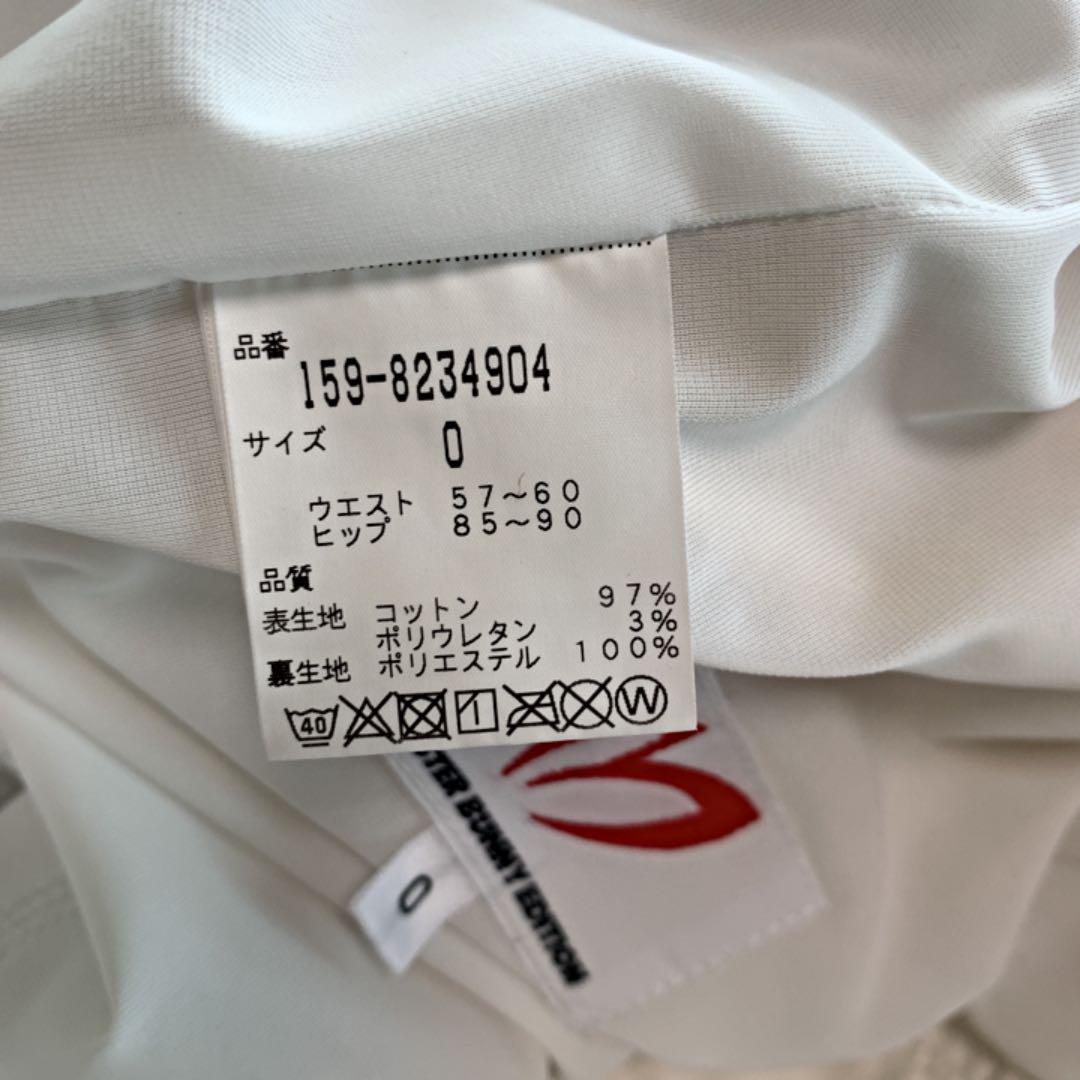 品番
159-8234904
サイズ 0
ウエスト 57~60
ヒップ 85~90
品質
表生地 コットン 97%
ポリウレタン 3%
裏生地 ポリエステル 100%
40 1 W
BUNNY EDITION
0